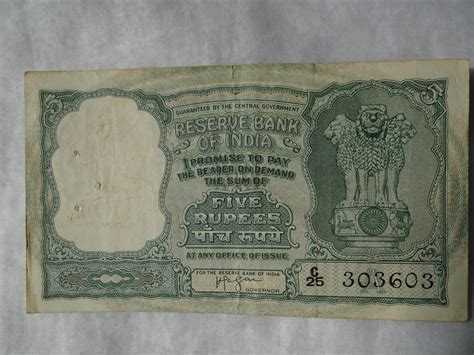 GUARANTEED BY THE CENTRAL GOVERNMENT
RESERVE BANK
OF INDIA
I PROMISE TO PAY
THE BEARER ON DEMAND
THE SUM OF
FIVE
RUPEES
पाँच रुपये
AT ANY OFFICE OF ISSUE
FOR THE RESERVE BANK OF INDIA
GOVERNOR
G/25 303603